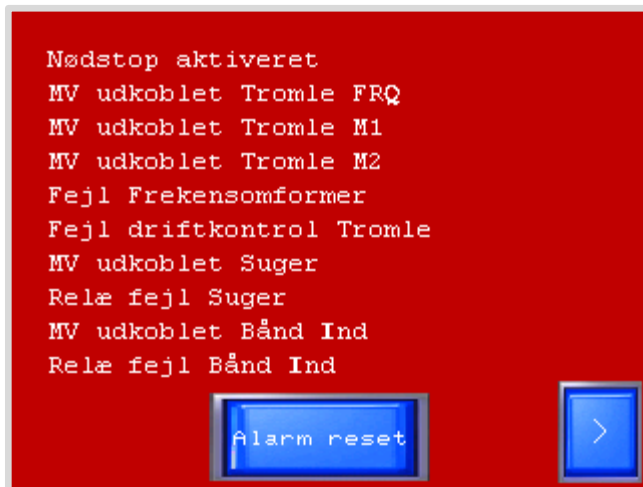 Nødstop aktiveret
MV udkoblet Tromle FRQ
MV udkoblet Tromle M1
MV udkoblet Tromle M2
Fejl Frekensomformer
Fejl driftkontrol Tromle
MV udkoblet Suger
Relæ fejl Suger
MV udkoblet Bånd Ind
Relæ fejl Bånd Ind
Alarm reset
>